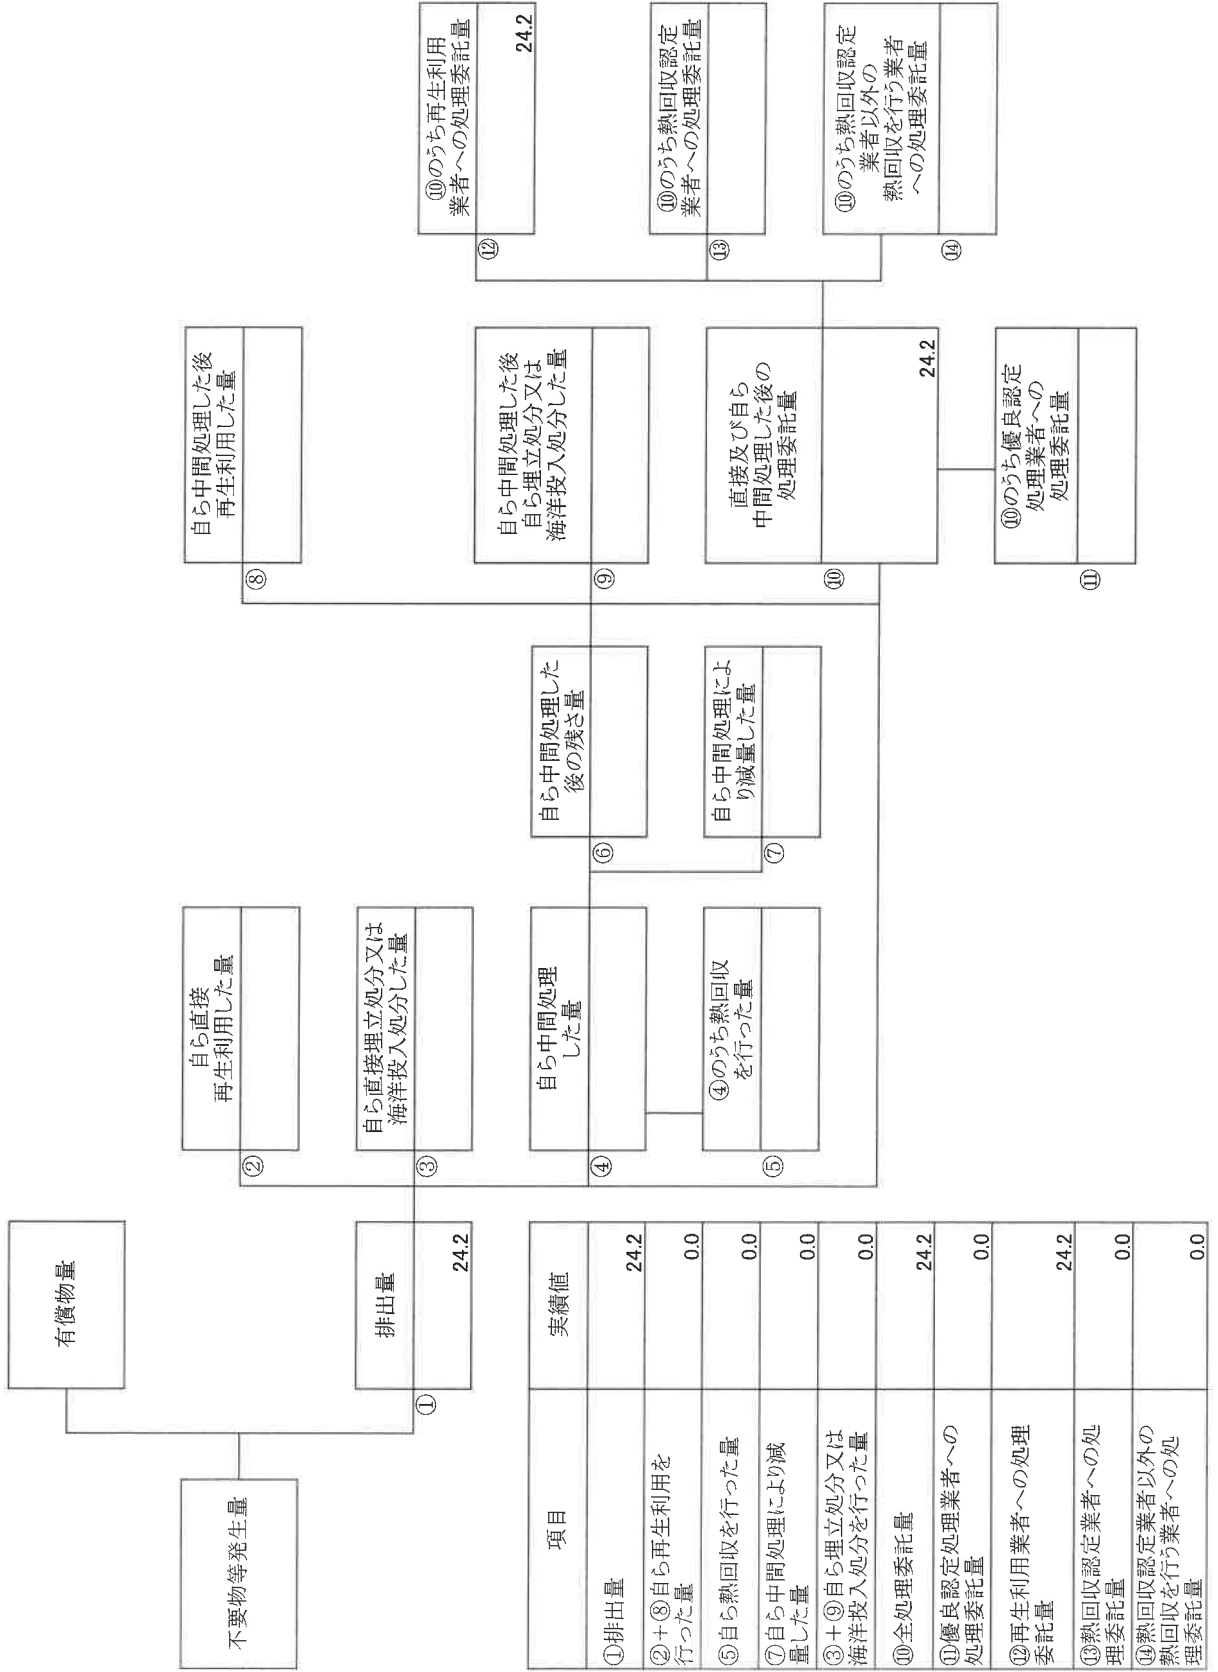 不要物等発生量
有償物量
①
排出量
24.2
②
自ら直接
再生利用した量
③
自ら直接埋立処分又は
海洋投入処分した量
④
自ら中間処理
した量
⑤
④のうち熱回収
を行った量
⑥
自ら中間処理した
後の残さ量
⑦
自ら中間処理によ
り減量した量
⑧
自ら中間処理した後
再生利用した量
⑨
自ら中間処理した後
自ら埋立処分又は
海洋投入処分した量
⑩
直接及び自ら
中間処理した後の
処理委託量
24.2
⑪
⑩のうち優良認定
処理業者への
処理委託量
⑫
⑩のうち再生利用
業者への処理委託量
24.2
⑬
⑩のうち熱回収認定
業者への処理委託量
⑭
⑩のうち熱回収認定
業者以外の
熱回収を行う業者
への処理委託量
項目
実績値
①排出量
24.2
②+⑧自ら再生利用を
行った量
0.0
⑤自ら熱回収を行った量
0.0
⑦自ら中間処理により減
量した量
0.0
③+⑨自ら埋立処分又は
海洋投入処分を行った量
0.0
⑩全処理委託量
24.2
⑪優良認定処理業者への
処理委託量
0.0
⑫再生利用業者への処理
委託量
24.2
⑬熱回収認定業者への処
理委託量
0.0
⑭熱回収認定業者以外の
熱回収を行う業者への処
理委託量
0.0